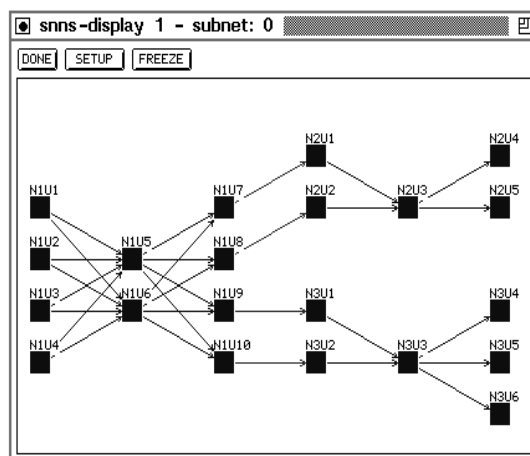 snns-display 1 - subnet: 0
DONE SETUP FREEZE
N2U1 N2U4
N1U1 N1U7 N2U2 N2U3 N2U5
N1U2 N1U5 N1U8
N1U3 N1U6 N1U9 N3U1 N3U4
N1U4 N1U10 N3U2 N3U3 N3U5
N3U6